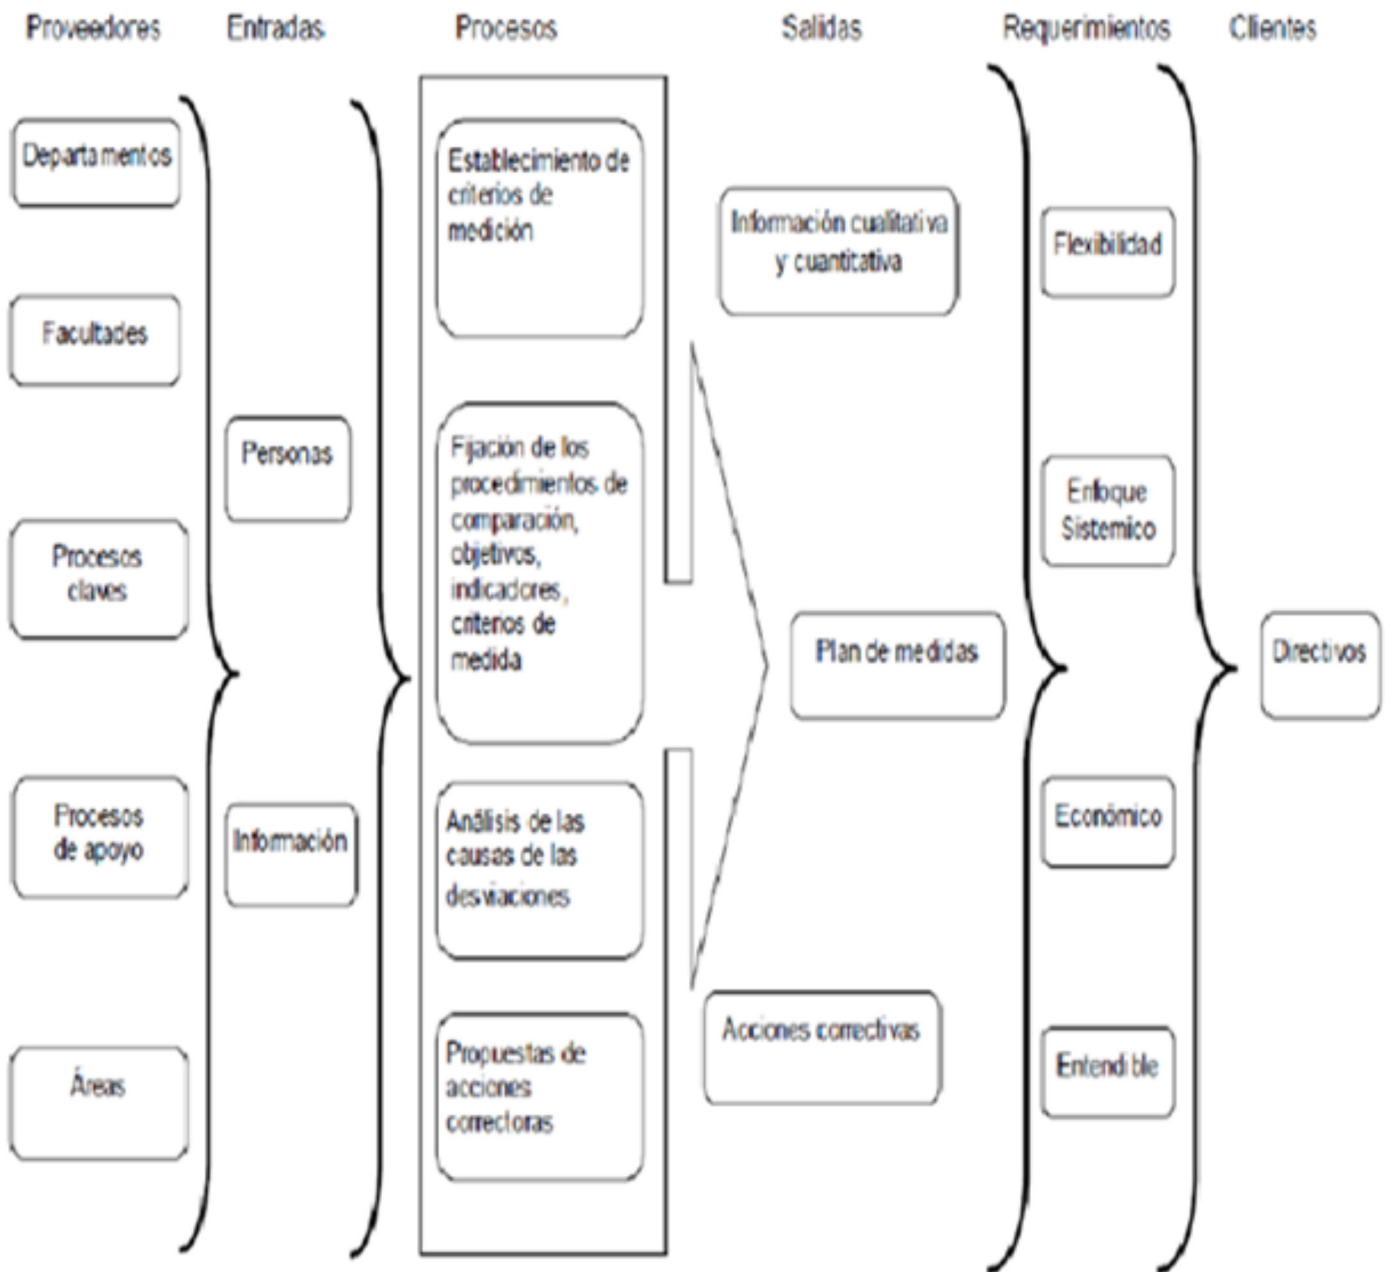 Proveedores
Entradas
Procesos
Salidas
Requerimientos
Clientes
Departamentos
Facultades
Procesos
claves
Procesos
de apoyo
Áreas
Personas
Información
Establecimiento de
criterios de
medición
Fijación de los
procedimientos de
comparación,
objetivos,
indicadores,
criterios de
medida
Análisis de las
causas de las
desviaciones
Propuestas de
acciones
correctoras
Información cualitativa
y cuantitativa
Plan de medidas
Acciones correctivas
Flexibilidad
Enfoque
Sistemico
Económico
Entendible
Directivos